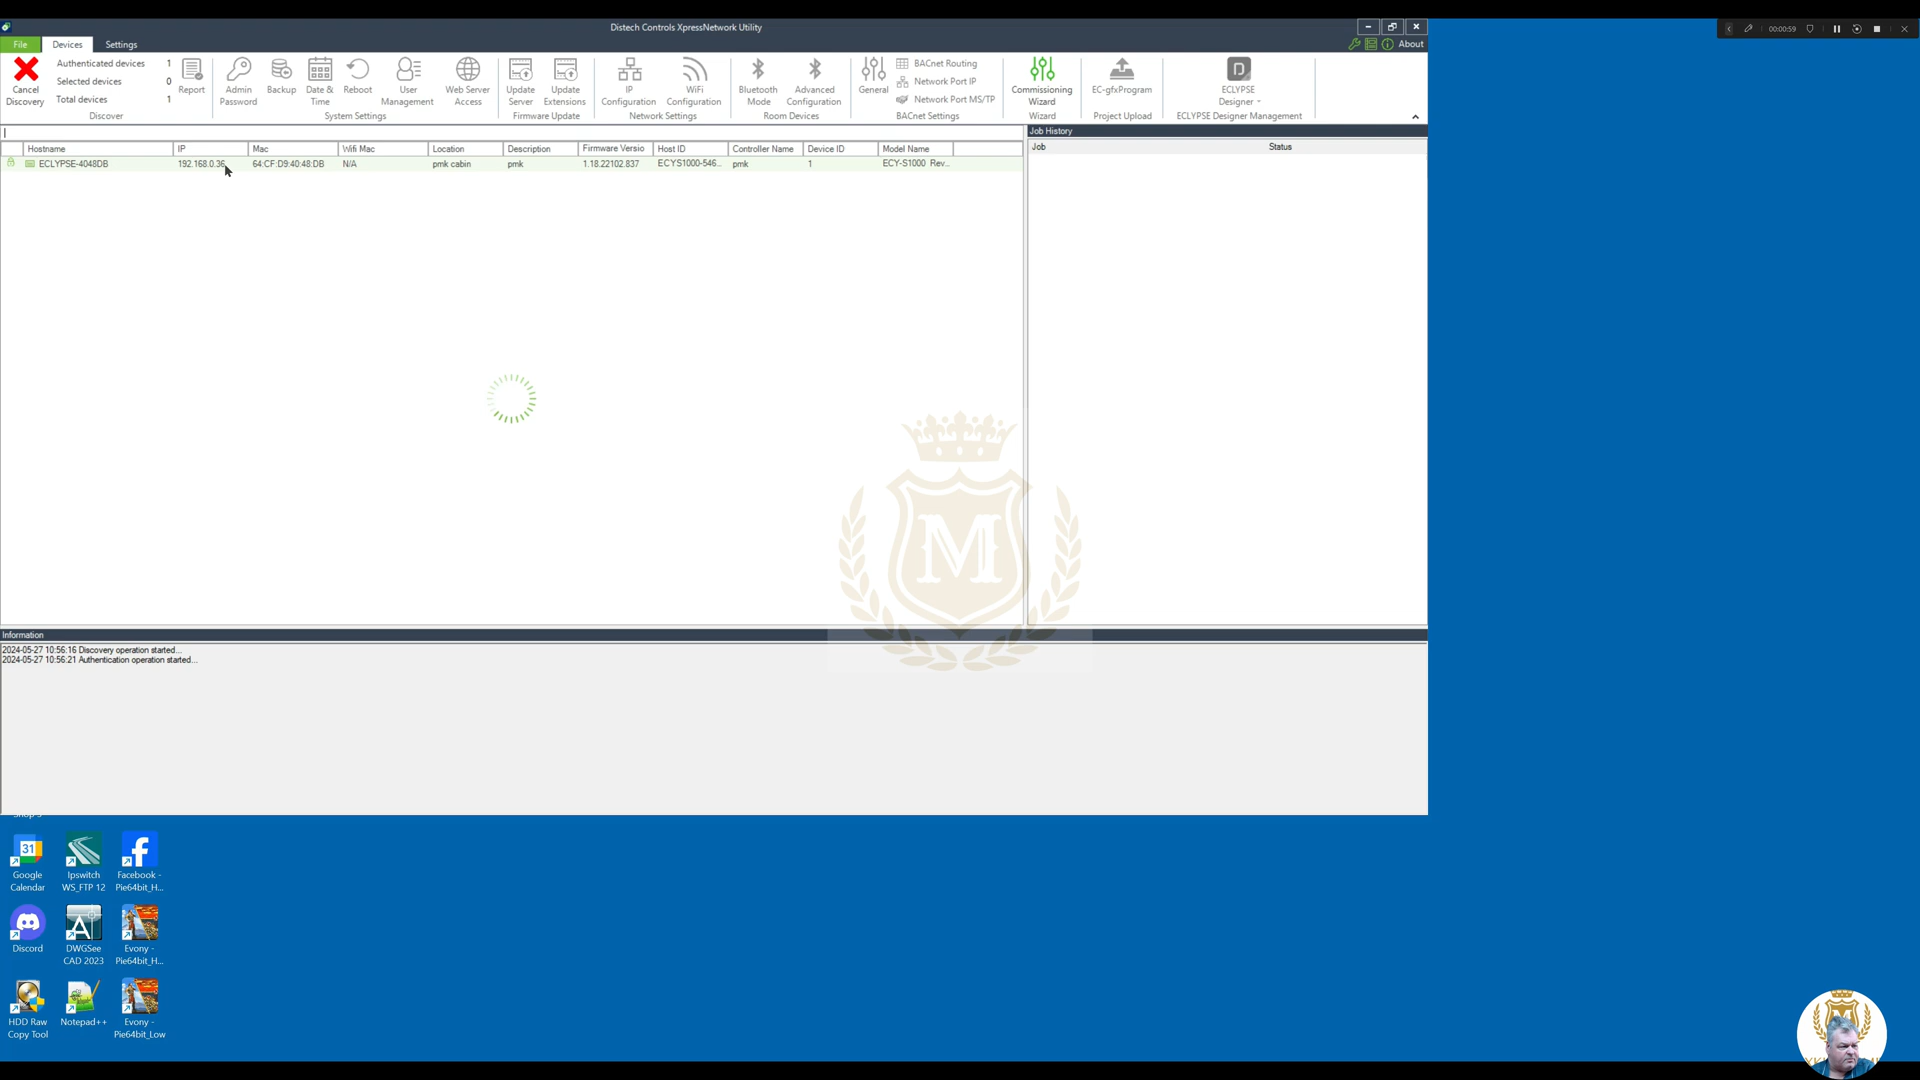 Distech Controls XpressNetwork Utility
00:00:59
File Devices Settings About
Cancel Discovery
Authenticated devices 1
Selected devices 0
Total devices 1
Report
Discover
Admin Password
Backup
Date & Time
Reboot
User Management
Web Server Access
System Settings
Update Server
Update Extensions
Firmware Update
IP Configuration
WiFi Configuration
Network Settings
Bluetooth Mode
Advanced Configuration
Room Devices
General
BACnet Routing
Network Port IP
Network Port MS/TP
BACnet Settings
Commissioning Wizard
Wizard
EC-gfxProgram
Project Upload
D
ECLYPSE Designer
ECLYPSE Designer Management
Hostname IP Mac Wifi Mac Location Description Firmware Versio Host ID Controller Name Device ID Model Name
ECLYPSE-4048DB 192.168.0.36 64:CF:D9:40:48:DB N/A pmk cabin pmk 1.18.22102.837 ECYS1000-546... pmk 1 ECY-S1000 Rev...
Job History
Job Status
M
Information
2024-05-27 10:56:16 Discovery operation started...
2024-05-27 10:56:21 Authentication operation started...
31
Google Calendar
Ipswitch WS_FTP 12
Facebook - Pie64bit_H...
Discord
DWGSee CAD 2023
Evony - Pie64bit_H...
HDD Raw Copy Tool
Notepad++
Evony - Pie64bit_Low